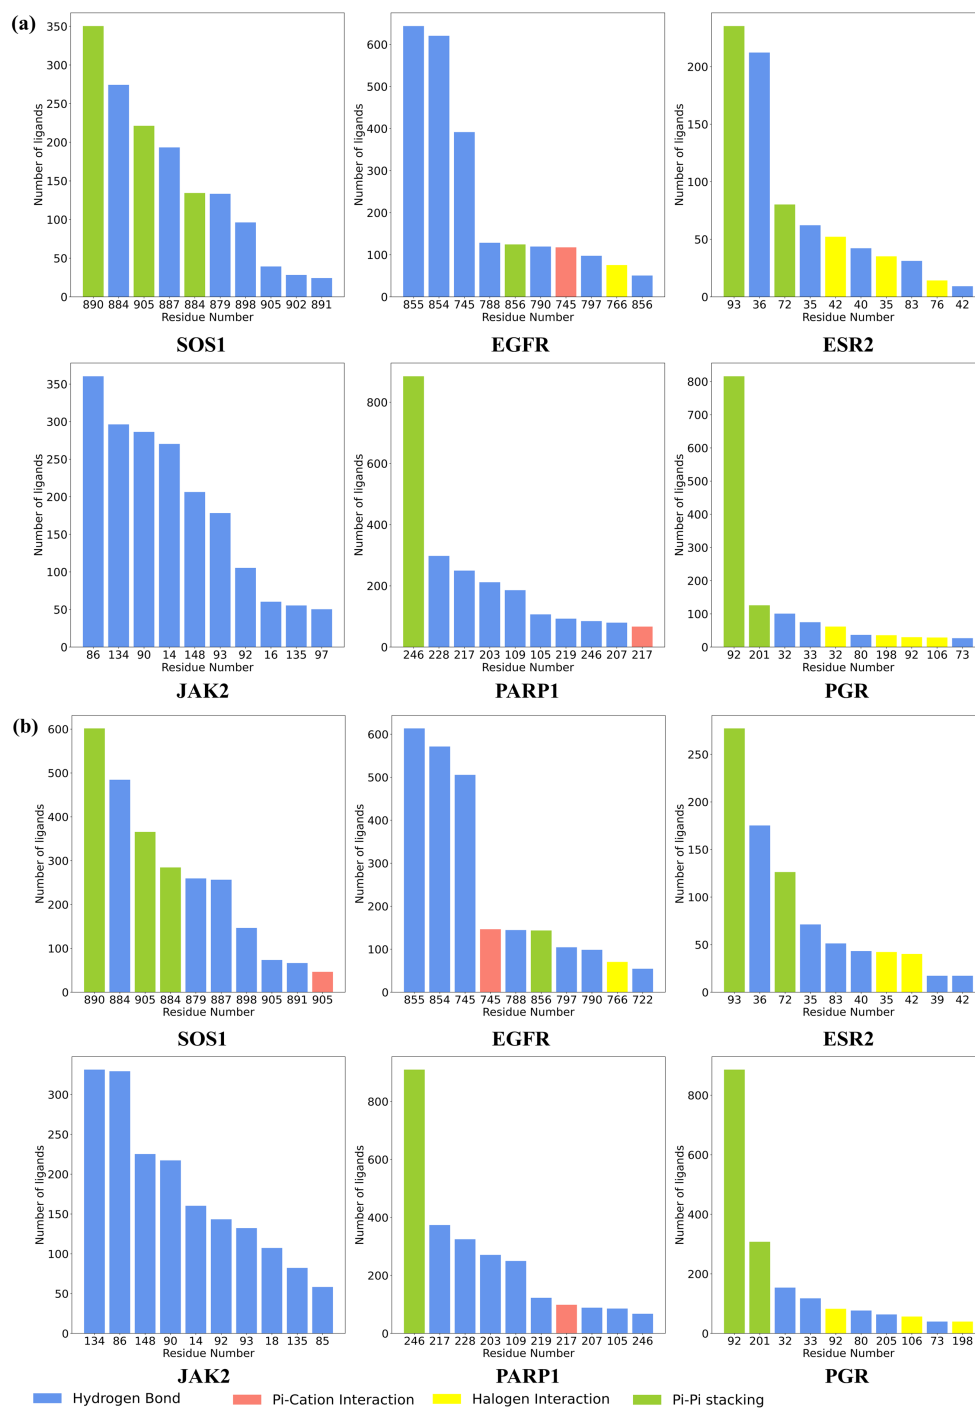 (a)
Number of ligands
350
300
250
200
150
100
50
0
890 884 905 887 884 879 898 905 902 891
Residue Number
SOS1
Number of ligands
600
500
400
300
200
100
0
855 854 745 788 856 790 745 797 766 856
Residue Number
EGFR
Number of ligands
200
150
100
50
0
93 36 72 35 42 40 35 83 76 42
Residue Number
ESR2
Number of ligands
350
300
250
200
150
100
50
0
86 134 90 14 148 93 92 16 135 97
Residue Number
JAK2
Number of ligands
800
600
400
200
0
246 228 217 203 109 105 219 246 207 217
Residue Number
PARP1
Number of ligands
800
700
600
500
400
300
200
100
0
92 201 32 33 32 80 198 92 106 73
Residue Number
PGR
(b)
Number of ligands
600
500
400
300
200
100
0
890 884 905 884 879 887 898 905 891 905
Residue Number
SOS1
Number of ligands
600
500
400
300
200
100
0
855 854 745 745 788 856 797 790 766 722
Residue Number
EGFR
Number of ligands
250
200
150
100
50
0
93 36 72 35 83 40 35 42 39 42
Residue Number
ESR2
Number of ligands
300
250
200
150
100
50
0
134 86 148 90 14 92 93 18 135 85
Residue Number
JAK2
Number of ligands
800
600
400
200
0
246 217 228 203 109 219 217 207 105 246
Residue Number
PARP1
Number of ligands
800
600
400
200
0
92 201 32 33 92 80 205 106 73 198
Residue Number
PGR
Hydrogen Bond Pi-Cation Interaction Halogen Interaction Pi-Pi stacking